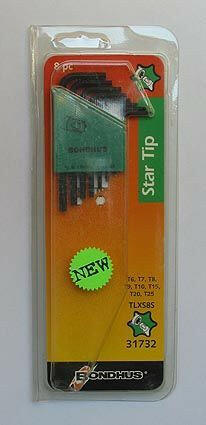 8 pc
BONDHUS
Star Tip
NEW
T6, T7, T8,
T9, T10, T15,
T20, T25
TLXS8S
31732
BONDHUS